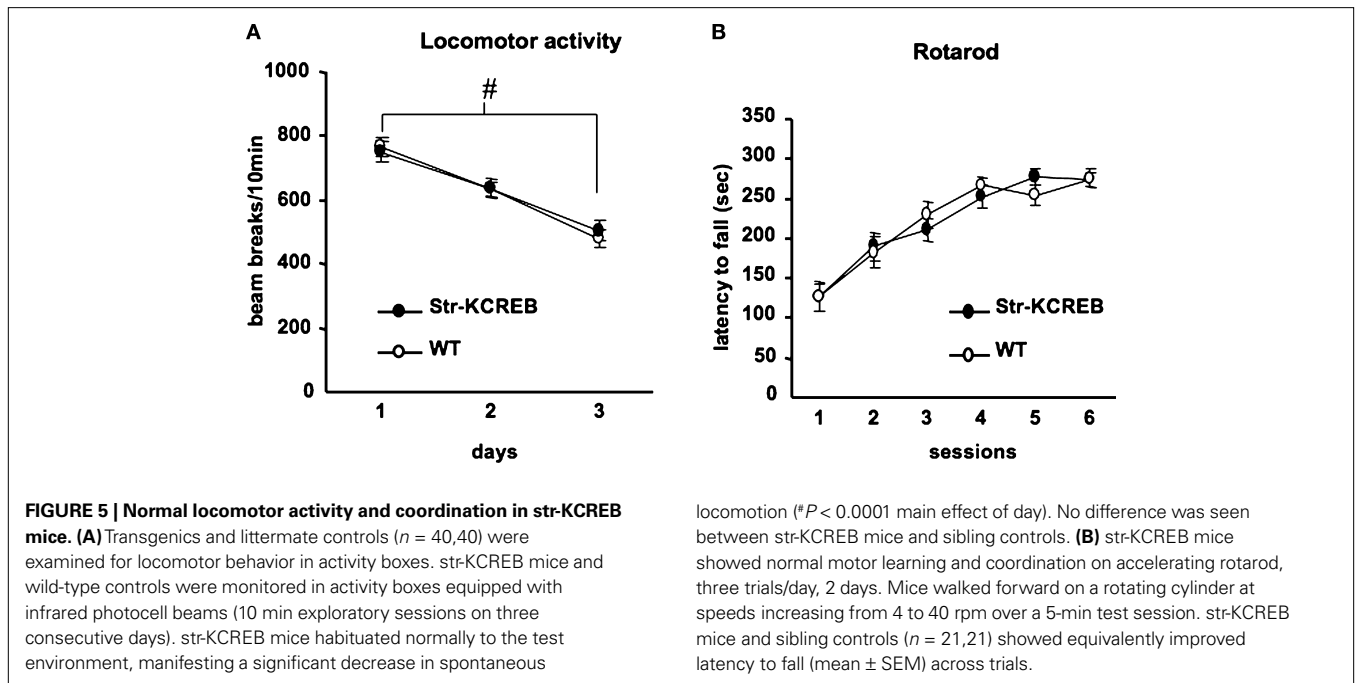 A
Locomotor activity
1000
800
600
400
200
0
beam breaks/10min
#
Str-KCREB
WT
1 2 3
days
B
Rotarod
350
300
250
200
150
100
50
0
latency to fall (sec)
Str-KCREB
WT
1 2 3 4 5 6
sessions
FIGURE 5 | Normal locomotor activity and coordination in str-KCREB
mice. (A) Transgenics and littermate controls (n = 40,40) were
examined for locomotor behavior in activity boxes. str-KCREB mice and
wild-type controls were monitored in activity boxes equipped with
infrared photocell beams (10 min exploratory sessions on three
consecutive days). str-KCREB mice habituated normally to the test
environment, manifesting a significant decrease in spontaneous
locomotion (#P < 0.0001 main effect of day). No difference was seen
between str-KCREB mice and sibling controls. (B) str-KCREB mice
showed normal motor learning and coordination on accelerating rotarod,
three trials/day, 2 days. Mice walked forward on a rotating cylinder at
speeds increasing from 4 to 40 rpm over a 5-min test session. str-KCREB
mice and sibling controls (n = 21,21) showed equivalently improved
latency to fall (mean ± SEM) across trials.